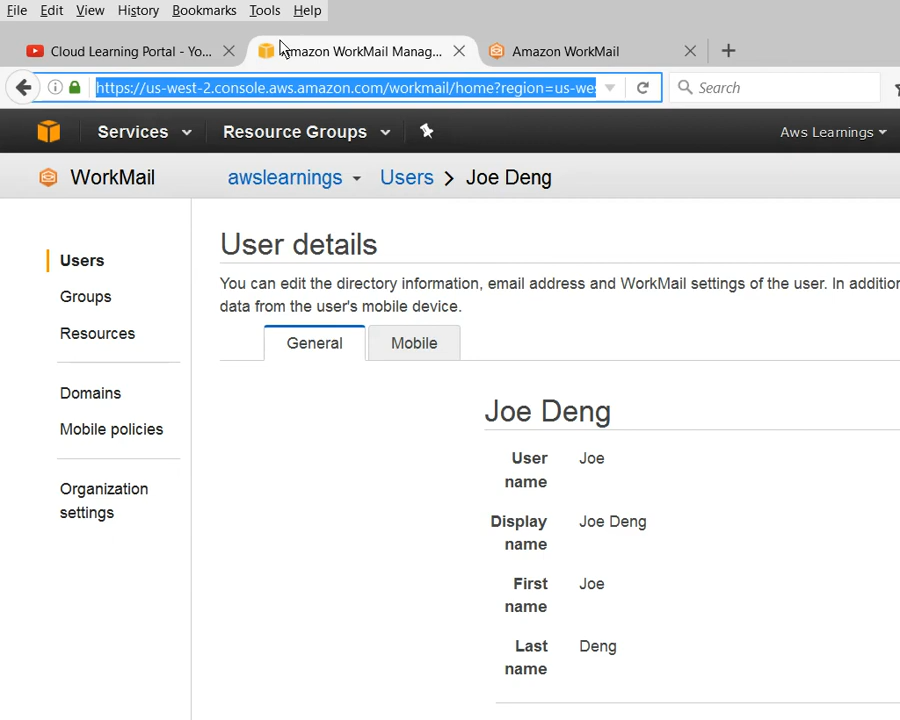 File Edit View History Bookmarks Tools Help
Cloud Learning Portal - Yo... Amazon WorkMail Manag... Amazon WorkMail
https://us-west-2.console.aws.amazon.com/workmail/home?region=us-wes Search
Services Resource Groups Aws Learnings
WorkMail awslearnings Users > Joe Deng
Users
Groups
Resources
Domains
Mobile policies
Organization
settings
User details
You can edit the directory information, email address and WorkMail settings of the user. In addition
data from the user's mobile device.
General Mobile
Joe Deng
User
name Joe
Display
name Joe Deng
First
name Joe
Last
name Deng